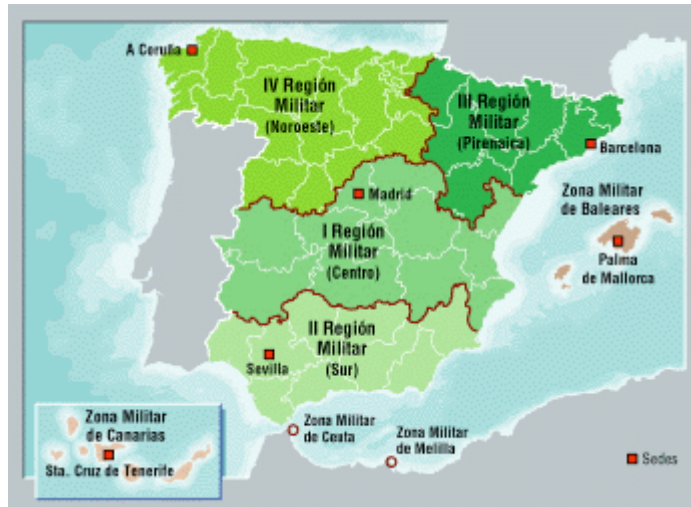 A Coruña
IV Región
Militar
(Noroeste)
III Región
Militar
(Pirenaica)
Barcelona
Madrid
Zona Militar
de Baleares
I Región
Militar
(Centro)
Palma
de Mallorca
II Región
Militar
(Sur)
Sevilla
Zona Militar
de Canarias
Sta. Cruz de Tenerife
Zona Militar
de Ceuta
Zona Militar
de Melilla
Sedes